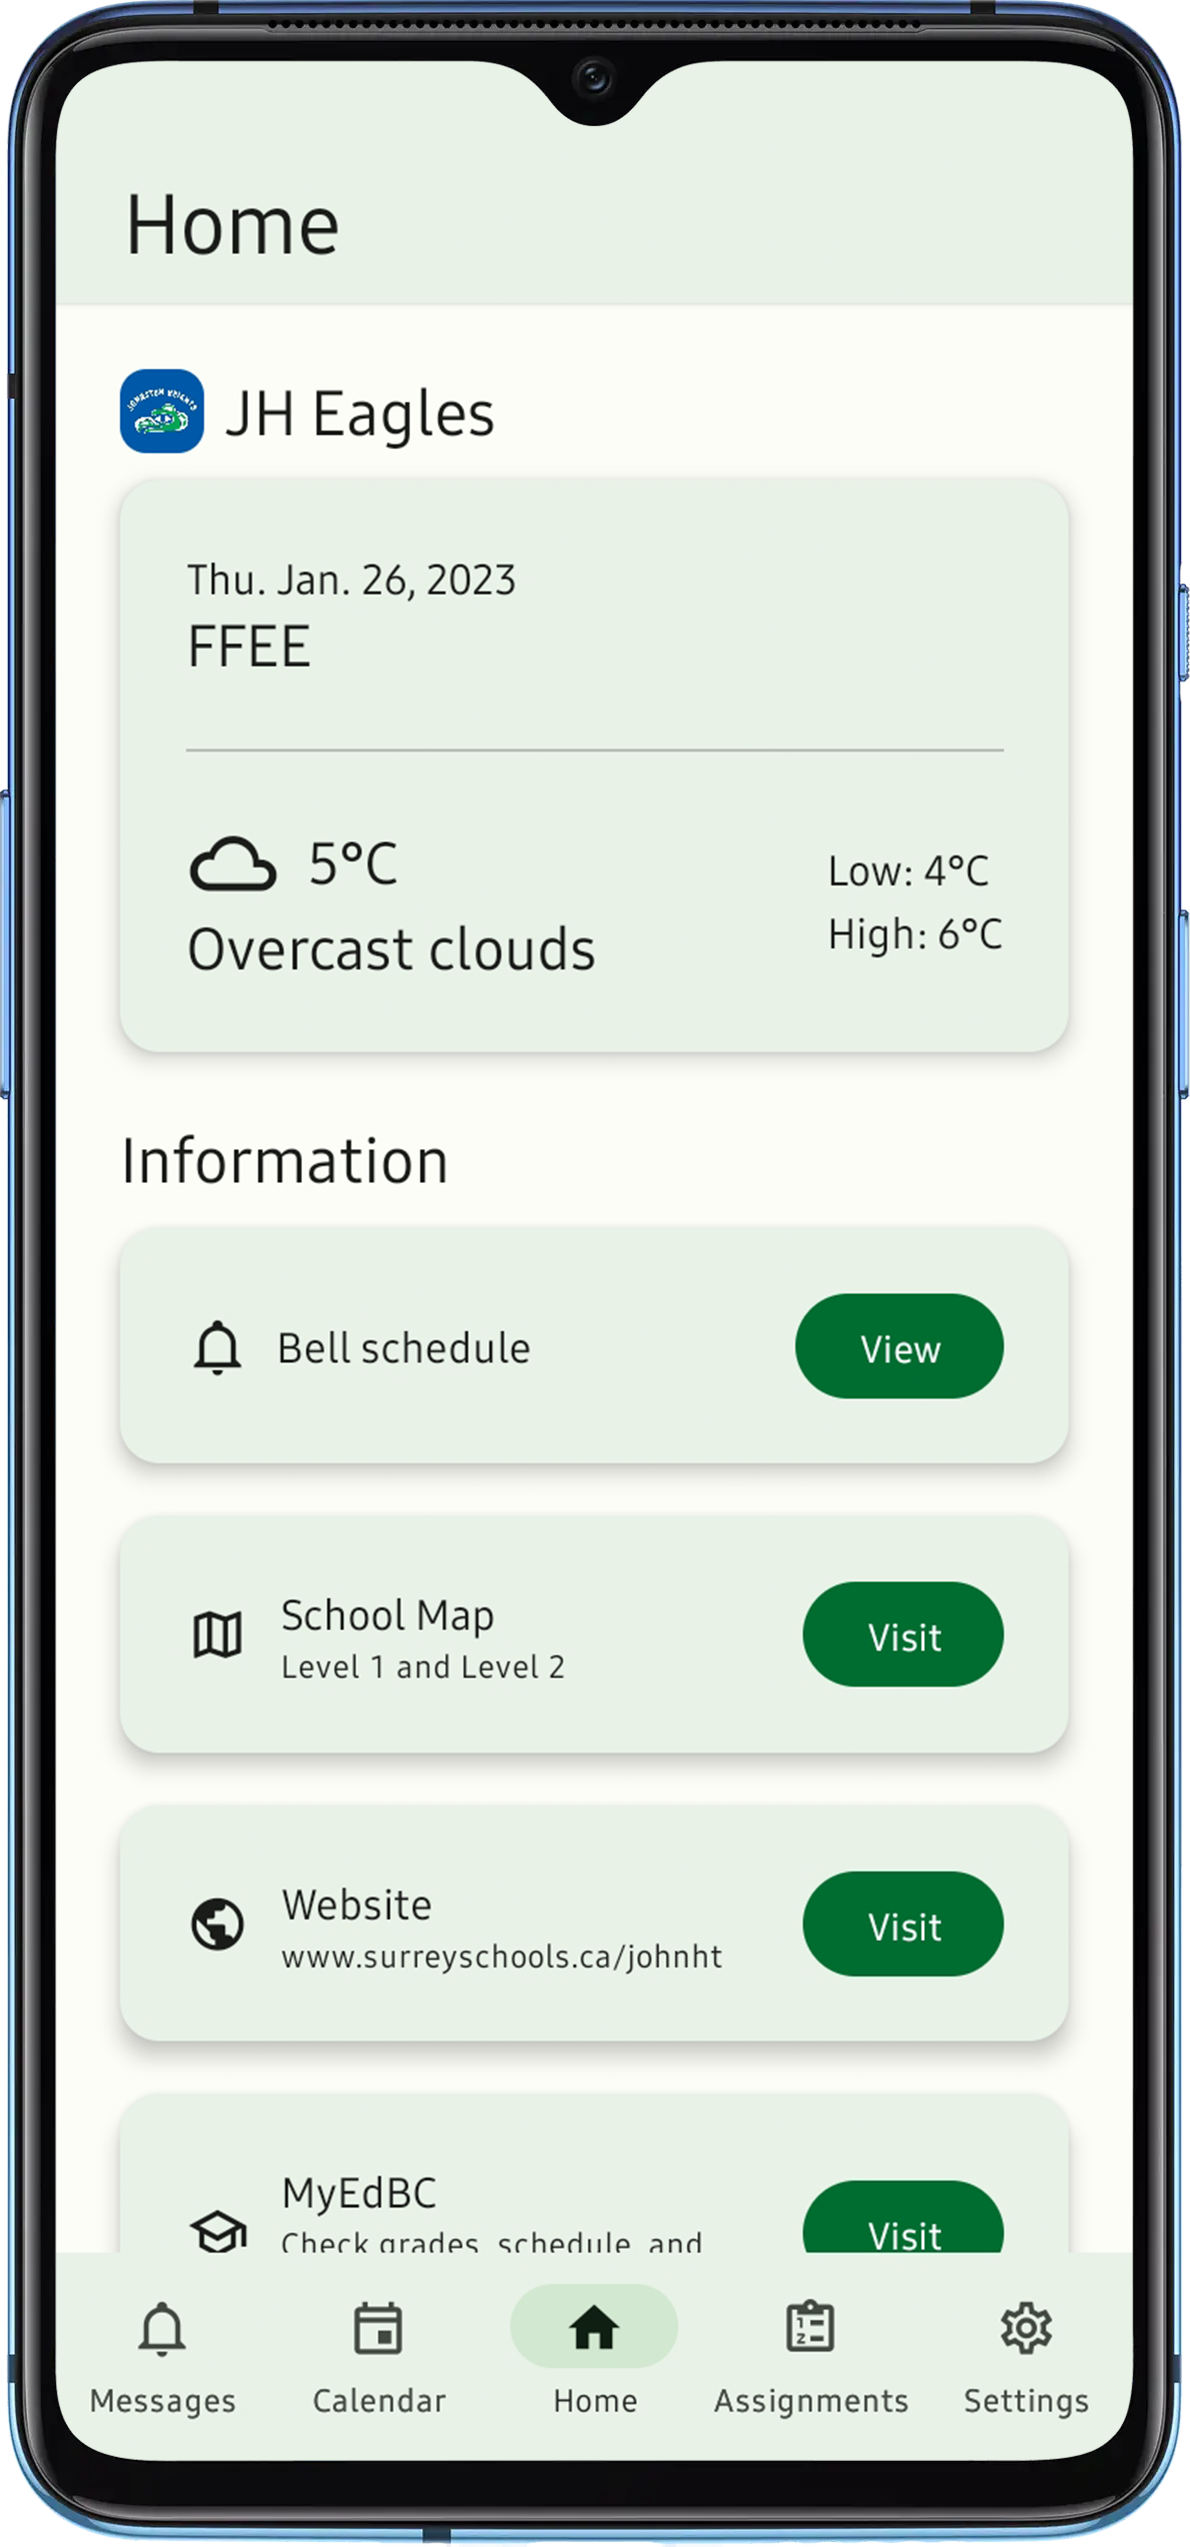 Home
JOHNSTON HEIGHTS
JH Eagles
Thu. Jan. 26, 2023
FFEE
5°C
Low: 4°C
Overcast clouds
High: 6°C
Information
Bell schedule
View
School Map
Level 1 and Level 2
Visit
Website
www.surreyschools.ca/johnht
Visit
MyEdBC
Check grades, schedule, and
Visit
Messages
Calendar
Home
Assignments
Settings